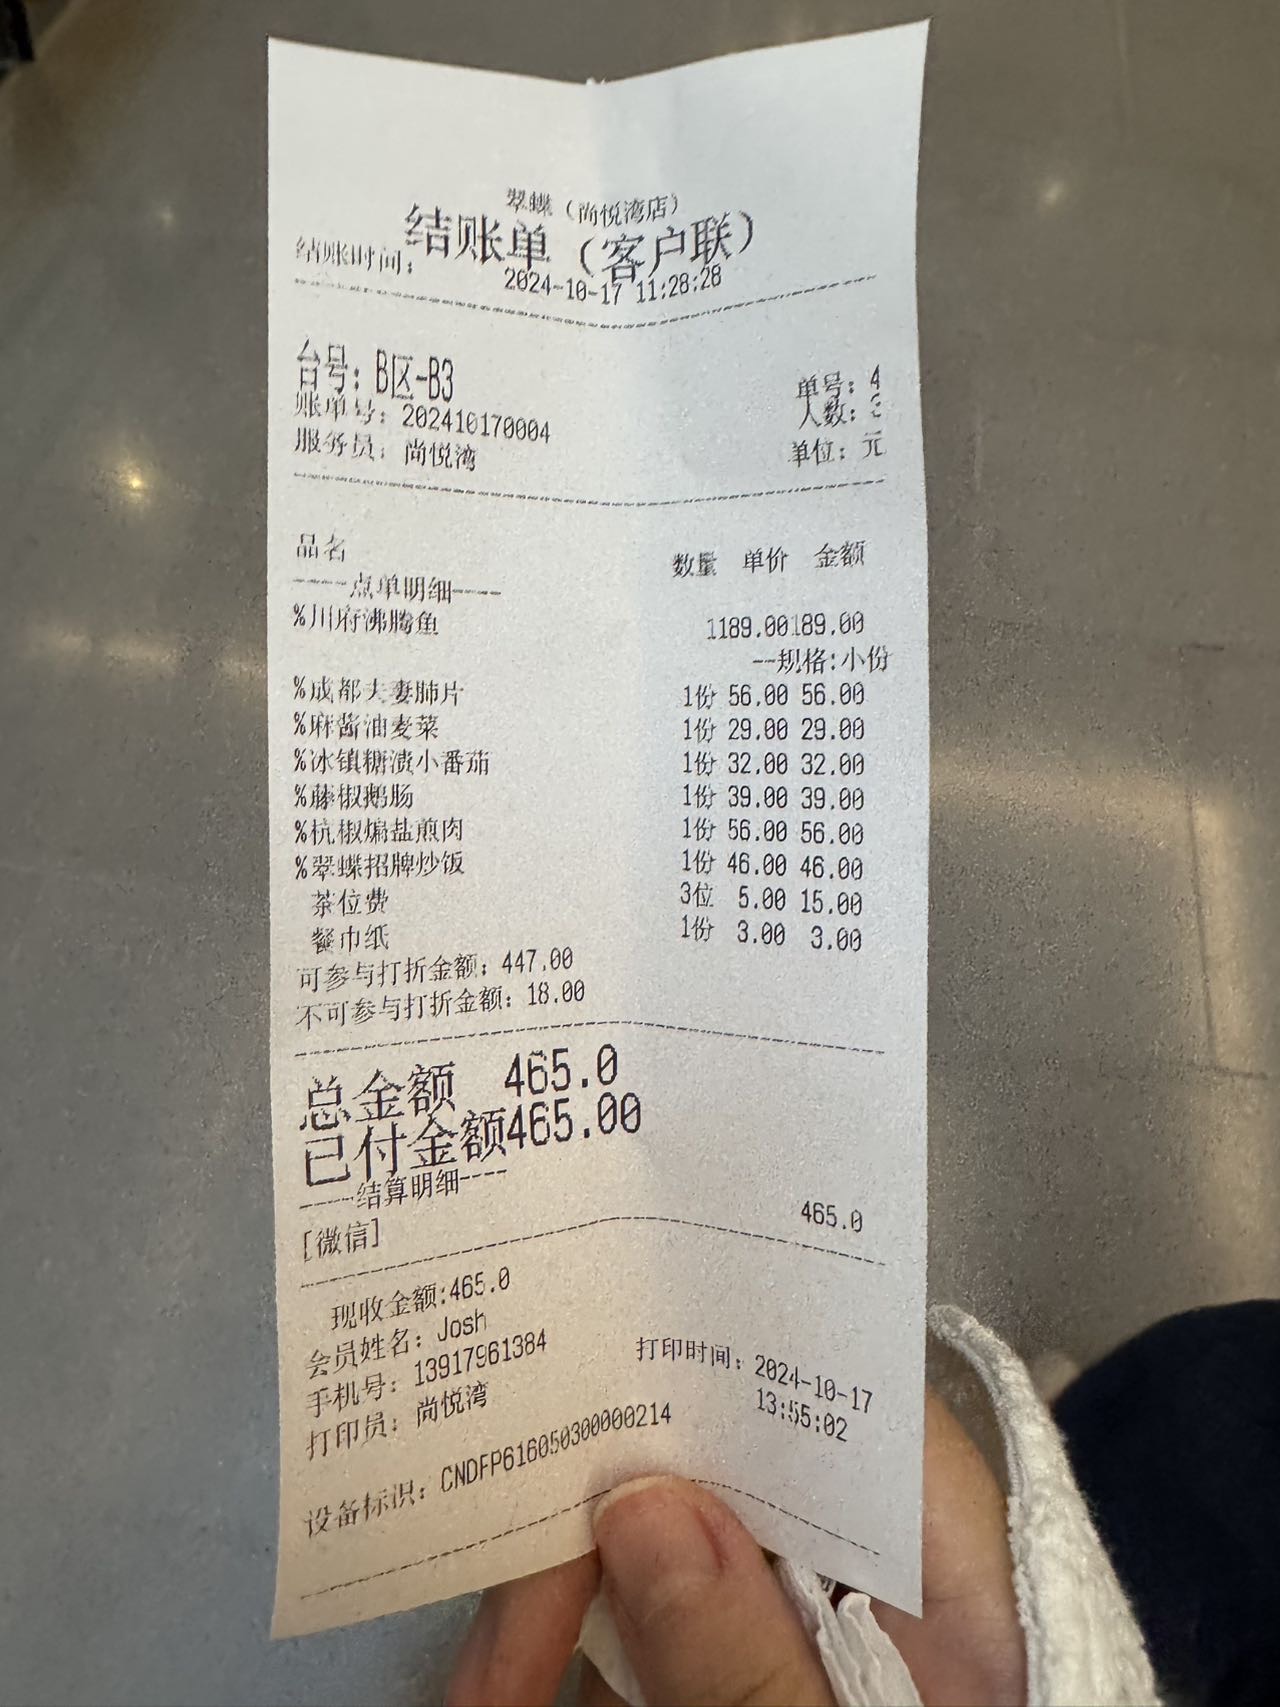 翠蝶（尚悦湾店）
结账单（客户联）
结账时间： 2024-10-17 11:28:28
台号：B区-B3
单号：4
账单号：202410170004
人数：3
服务员：尚悦湾
单位：元
品名 数量 单价 金额
----点单明细----
%川府沸腾鱼 1189.00189.00
--规格:小份
%成都夫妻肺片 1份 56.00 56.00
%麻酱油麦菜 1份 29.00 29.00
%冰镇糖渍小番茄 1份 32.00 32.00
%藤椒鹅肠 1份 39.00 39.00
%杭椒煸盐煎肉 1份 56.00 56.00
%翠蝶招牌炒饭 1份 46.00 46.00
茶位费 3位 5.00 15.00
餐巾纸 1份 3.00 3.00
可参与打折金额：447.00
不可参与打折金额：18.00
总金额 465.0
已付金额465.00
----结算明细----
[微信] 465.0
现收金额:465.0
会员姓名：Josh
手机号：13917961384
打印员：尚悦湾
打印时间：2024-10-17
13:55:02
设备标识：CNDFP616050300000214